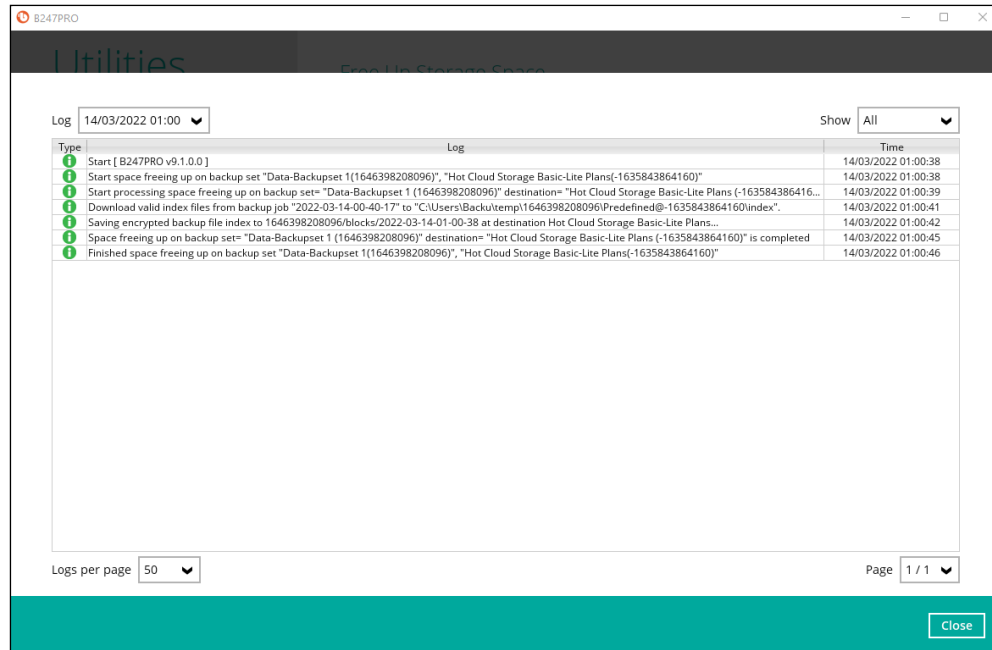 B247PRO
Utilities
Free Up Storage Space
Log 14/03/2022 01:00 Show All
Type Log Time
Start [ B247PRO v9.1.0.0 ] 14/03/2022 01:00:38
Start space freeing up on backup set "Data-Backupset 1(1646398208096)", "Hot Cloud Storage Basic-Lite Plans(-1635843864160)" 14/03/2022 01:00:38
Start processing space freeing up on backup set= "Data-Backupset 1 (1646398208096)" destination= "Hot Cloud Storage Basic-Lite Plans (-163584386416... 14/03/2022 01:00:39
Download valid index files from backup job "2022-03-14-00-40-17" to "C:\Users\Backu\temp\1646398208096\Predefined@-1635843864160\index". 14/03/2022 01:00:41
Saving encrypted backup file index to 1646398208096/blocks/2022-03-14-01-00-38 at destination Hot Cloud Storage Basic-Lite Plans... 14/03/2022 01:00:42
Space freeing up on backup set= "Data-Backupset 1 (1646398208096)" destination= "Hot Cloud Storage Basic-Lite Plans (-1635843864160)" is completed 14/03/2022 01:00:45
Finished space freeing up on backup set "Data-Backupset 1(1646398208096)", "Hot Cloud Storage Basic-Lite Plans(-1635843864160)" 14/03/2022 01:00:46
Logs per page 50 Page 1 / 1
Close